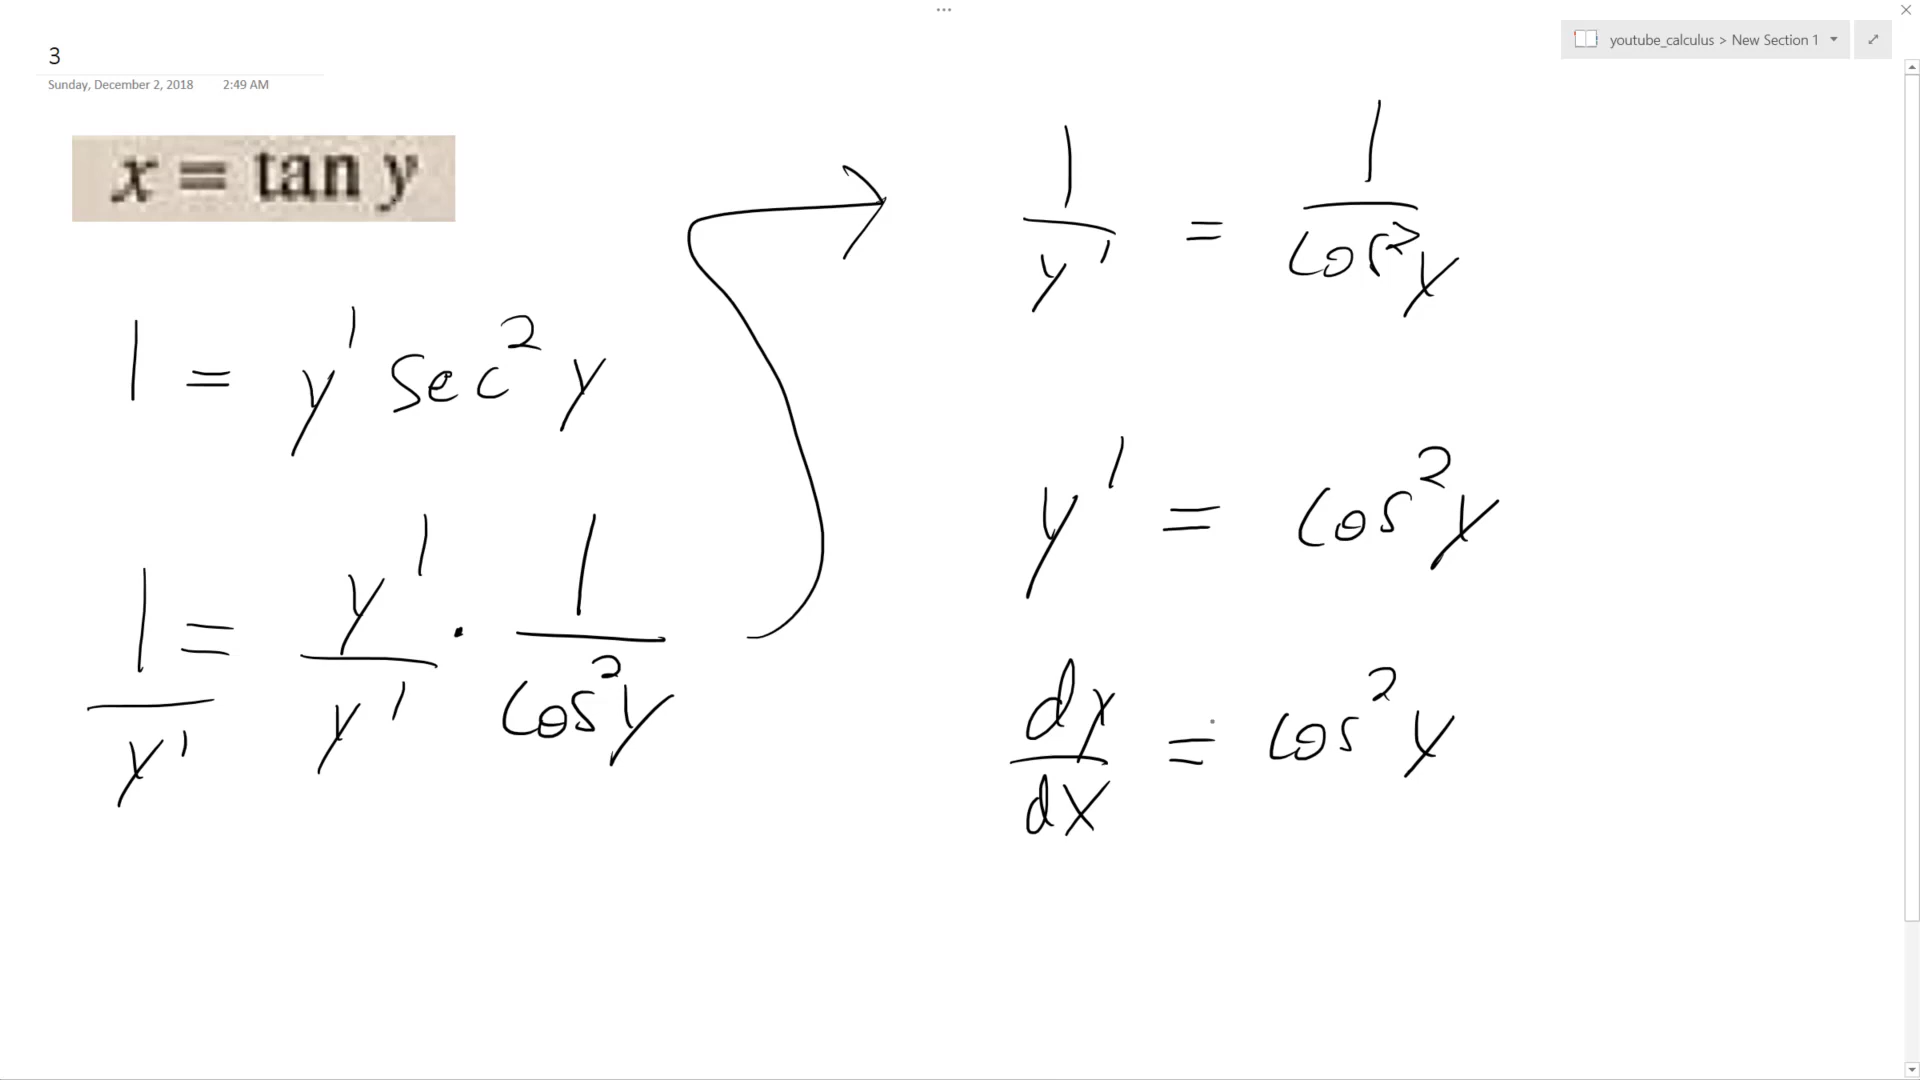 3
Sunday, December 2, 2018 2:49 AM
youtube_calculus > New Section 1
x = tan y
1 = y' sec² y
1/y' = y'/y' · 1/cos² y
1/y' = 1/cos² y
y' = cos² y
dy/dx = cos² y